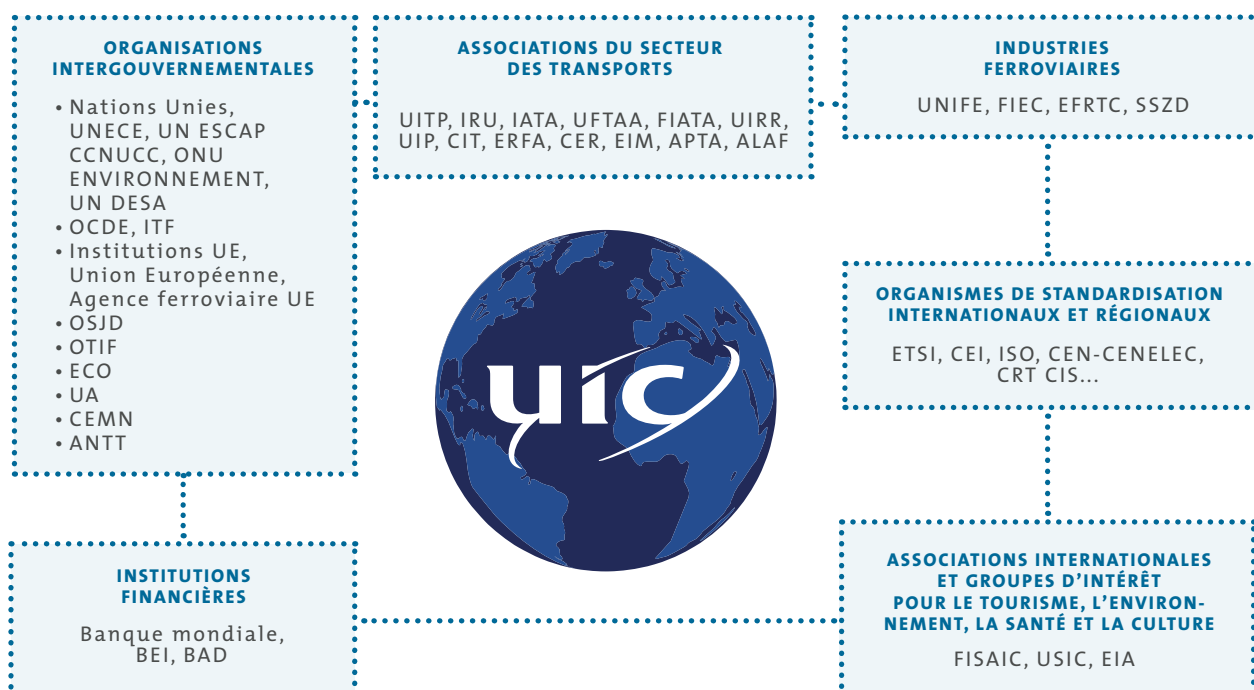 ORGANISATIONS
INTERGOUVERNEMENTALES
• Nations Unies,
UNECE, UN ESCAP
CCNUCC, ONU
ENVIRONNEMENT,
UN DESA
• OCDE, ITF
• Institutions UE,
Union Européenne,
Agence ferroviaire UE
• OSJD
• OTIF
• ECO
• UA
• CEMN
• ANTT
ASSOCIATIONS DU SECTEUR
DES TRANSPORTS
UITP, IRU, IATA, UFTAA, FIATA, UIRR,
UIP, CIT, ERFA, CER, EIM, APTA, ALAF
INDUSTRIES
FERROVIAIRES
UNIFE, FIEC, EFRTC, SSZD
ORGANISMES DE STANDARDISATION
INTERNATIONAUX ET RÉGIONAUX
ETSI, CEI, ISO, CEN-CENELEC,
CRT CIS...
uic
INSTITUTIONS
FINANCIÈRES
Banque mondiale,
BEI, BAD
ASSOCIATIONS INTERNATIONALES
ET GROUPES D'INTÉRÊT
POUR LE TOURISME, L'ENVIRON-
NEMENT, LA SANTÉ ET LA CULTURE
FISAIC, USIC, EIA